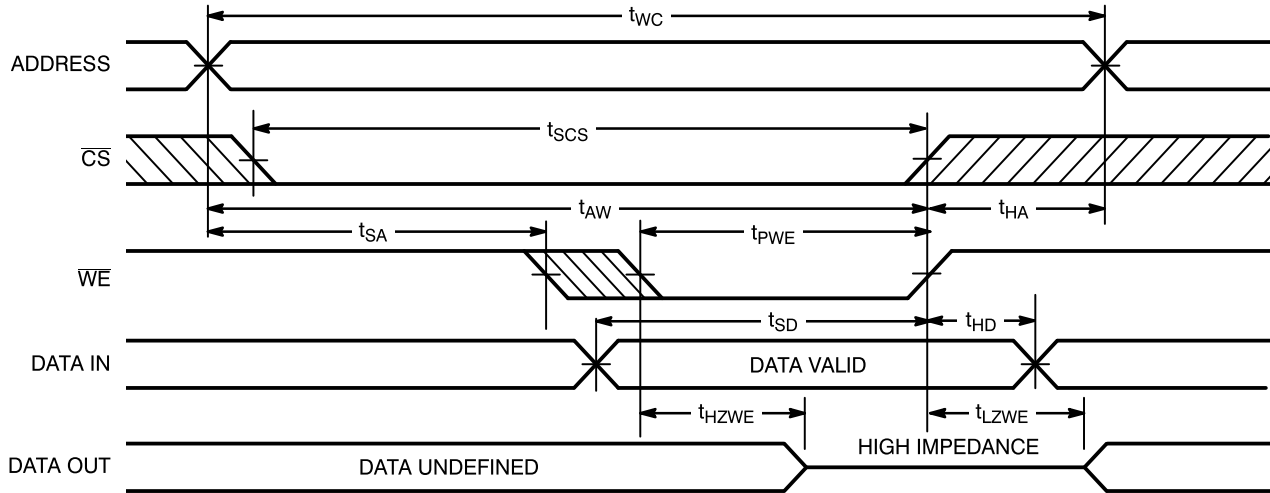 tWC
ADDRESS
tSCS
CS
tAW
tHA
tSA
tPWE
WE
tSD
tHD
DATA IN
DATA VALID
tHZWE
tLZWE
HIGH IMPEDANCE
DATA OUT
DATA UNDEFINED